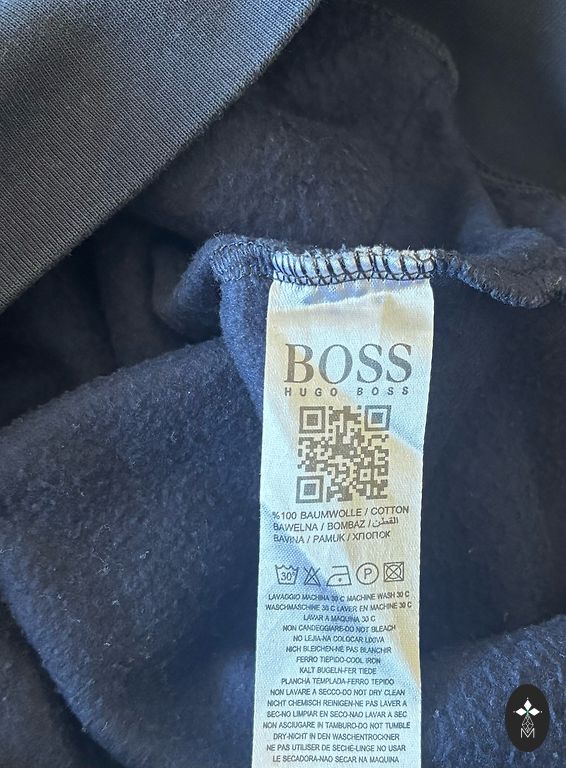 BOSS
HUGO BOSS
%100 BAUMWOLLE / COTTON
BAWELNA / BOMBAZ / القطن
BAVINA / PAMUK / ХЛОПОК
30°
P
LAVAGGIO MACHINA 30 C MACHINE WASH 30 C
WASCHMASCHINE 30 C LAVER EN MACHINE 30 C
LAVAR A MAQUINA 30 C
NON CANDEGGIARE-DO NOT BLEACH
NO LEJIA-NA COLOCAR LIXIVA
NICH BLEICHEN-NE PAS BLANCHIR
FERRO TIEPIDO-COOL IRON
KALT BUGELN-FER TIEDE
PLANCHA TEMPLADA-FERRO TEPIDO
NON LAVARE A SECCO-DO NOT DRY CLEAN
NICHT CHEMISCH REINIGEN-NE PAS LAVER A
SEC-NO LIMPIAR EN SECO-NAO LAVAR A SEC
NON ASCIUGARE IN TAMBURO-DO NOT TUMBLE
DRY-NICHT IN DEN WASCHENTROCKNER
NE PAS UTILISER DE SECHE-LINGE NO USAR
LE SECADORA-NAO SECAR NA MAQUINA
M